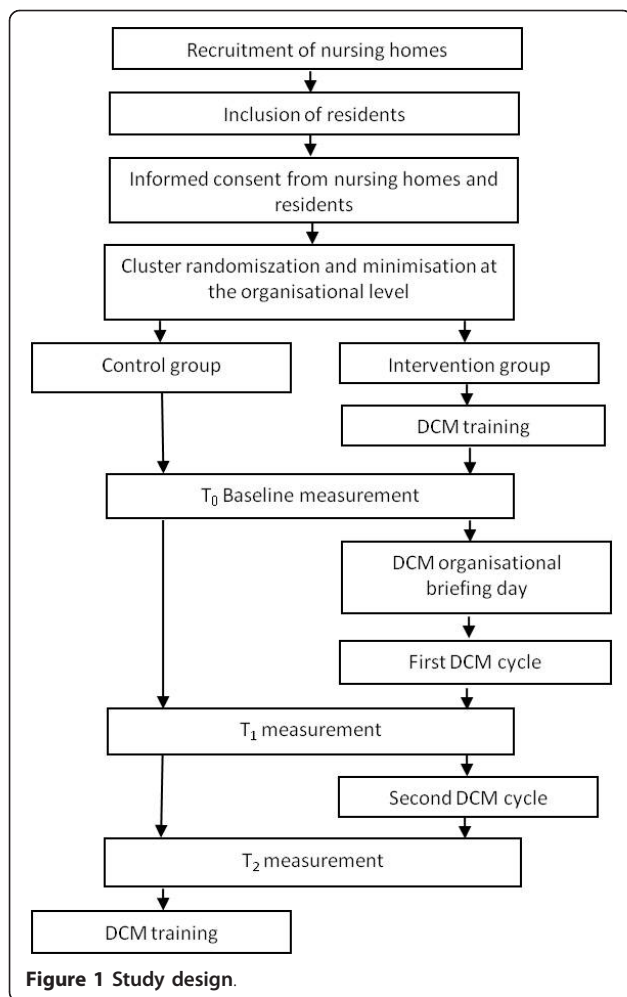 Recruitment of nursing homes
Inclusion of residents
Informed consent from nursing homes and
residents
Cluster randomiszation and minimisation at
the organisational level
Control group
Intervention group
DCM training
T₀ Baseline measurement
DCM organisational
briefing day
First DCM cycle
T₁ measurement
Second DCM cycle
T₂ measurement
DCM training
Figure 1 Study design.